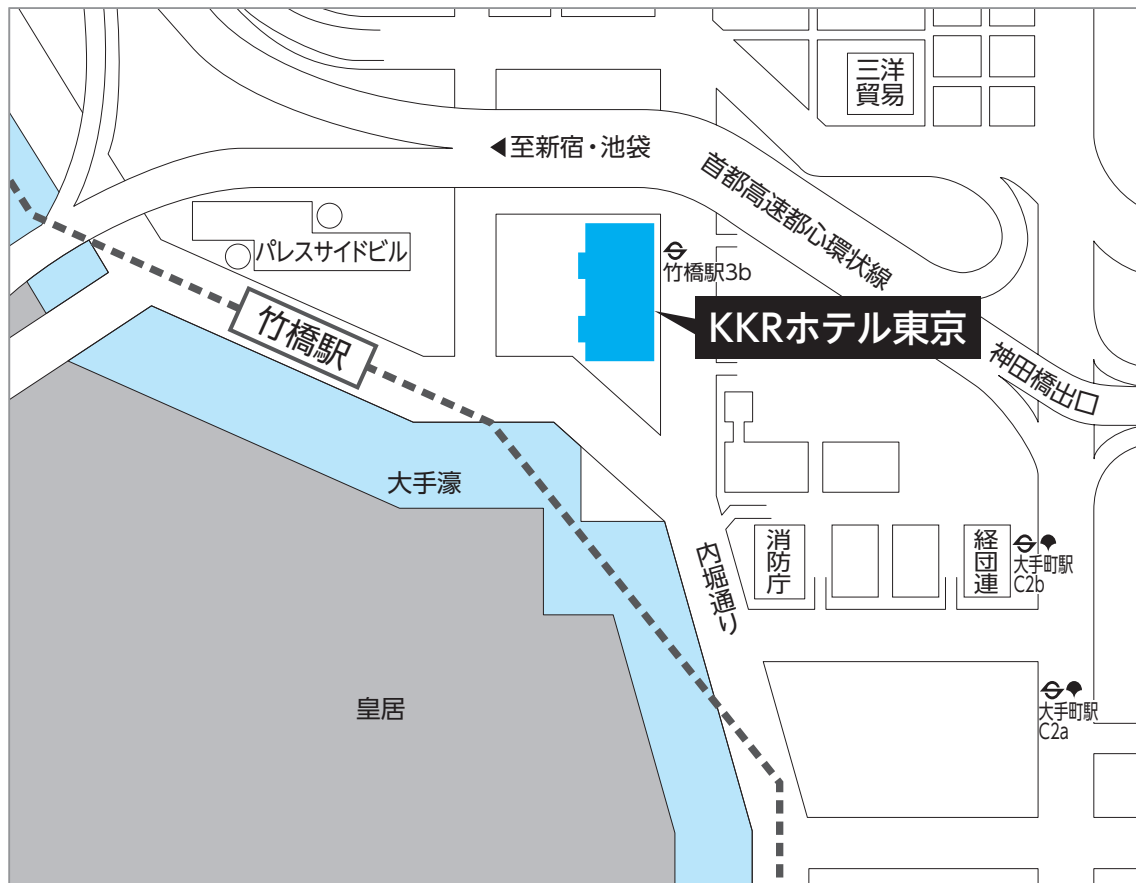 三洋
貿易
◀至新宿・池袋
首都高速都心環状線
パレスサイドビル
竹橋駅3b
KKRホテル東京
竹橋駅
神田橋出口
大手濠
内堀通り
消防庁
経団連
大手町駅
C2b
皇居
大手町駅
C2a